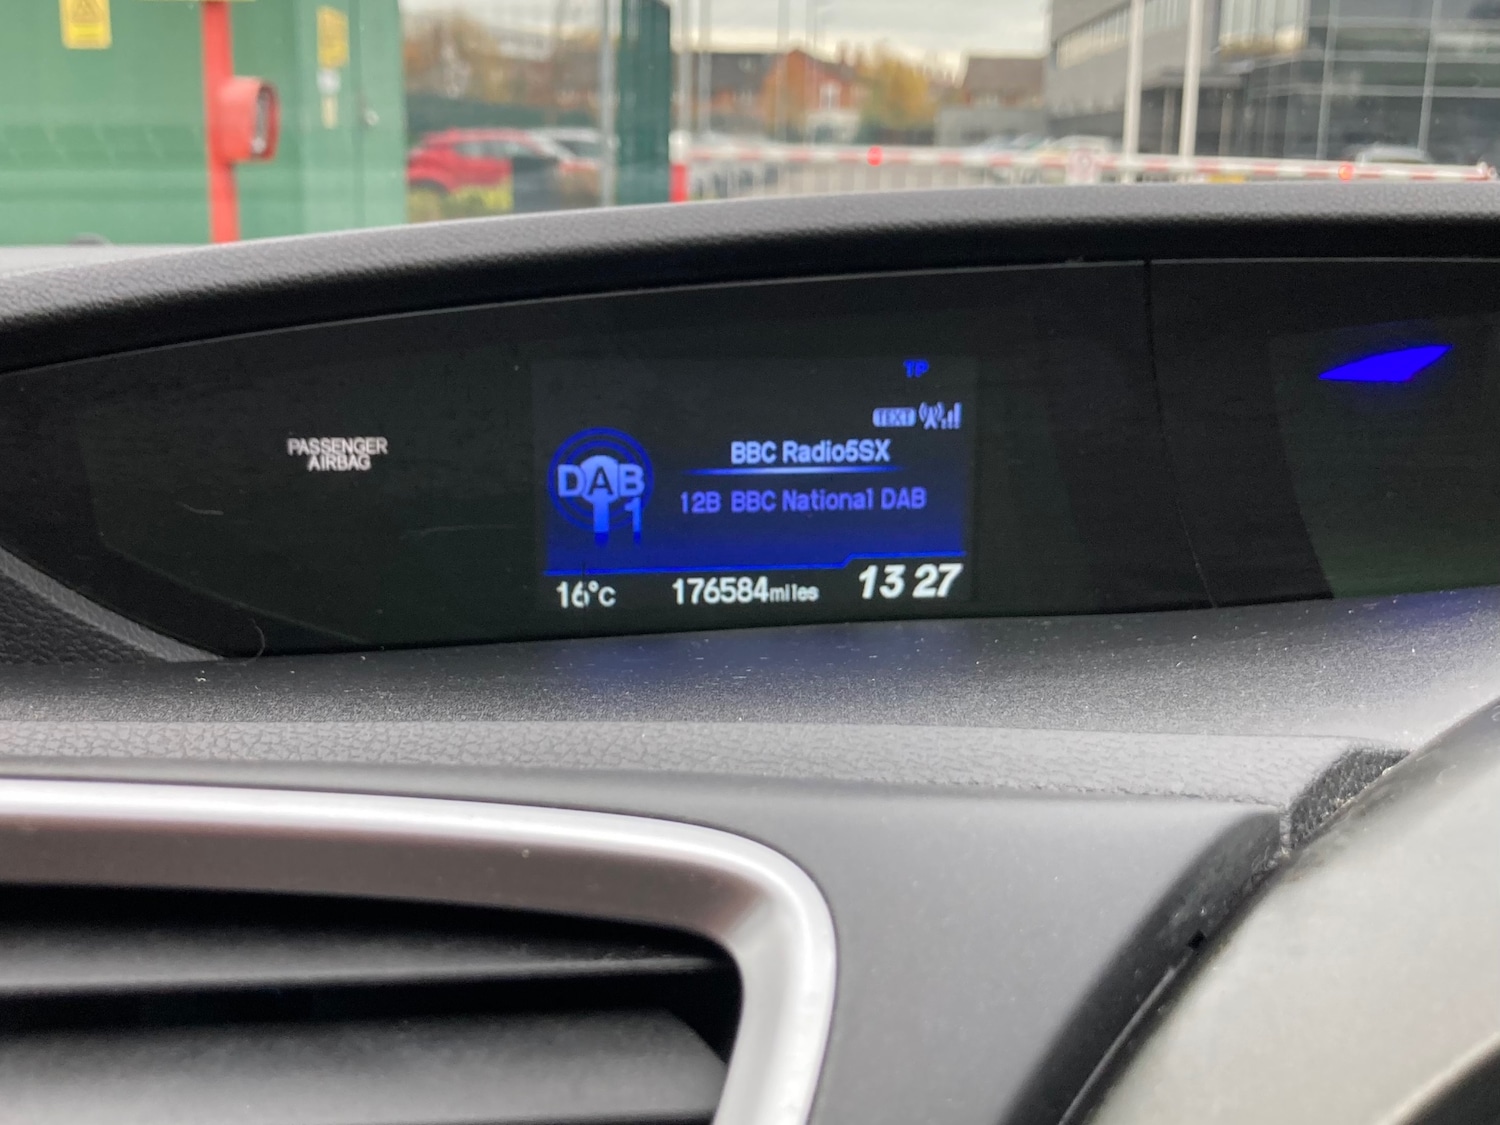 PASSENGER
AIRBAG
TP
TEXT
BBC Radio5SX
DAB
1
12B BBC National DAB
16°C 176584miles 13 27